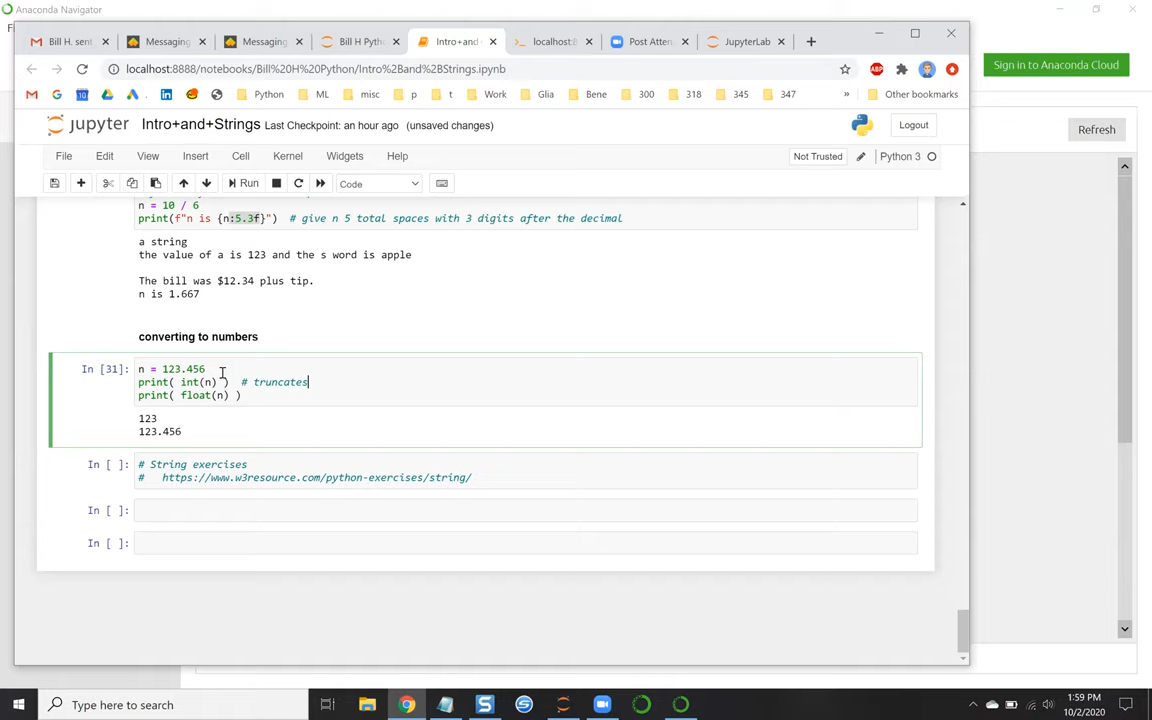 Anaconda Navigator
Fi
Sign in to Anaconda Cloud
Refresh
Bill H. sent
Messaging
Messaging
Bill H Pytho
Intro+and+
localhost:8
Post Atten
JupyterLab
localhost:8888/notebooks/Bill%20H%20Python/Intro%2Band%2BStrings.ipynb
ABP
Python
ML
misc
p
t
Work
Glia
Bene
300
318
345
347
»
Other bookmarks
jupyter Intro+and+Strings Last Checkpoint: an hour ago (unsaved changes)
Logout
File Edit View Insert Cell Kernel Widgets Help
Not Trusted
Python 3
Run
Code
n = 10 / 6
print(f"n is {n:5.3f}")  # give n 5 total spaces with 3 digits after the decimal
a string
the value of a is 123 and the s word is apple
The bill was $12.34 plus tip.
n is 1.667
converting to numbers
In [31]: n = 123.456
print( int(n) )  # truncates
print( float(n) )
123
123.456
In [ ]: # String exercises
#   https://www.w3resource.com/python-exercises/string/
In [ ]:
In [ ]:
Type here to search
1:59 PM
10/2/2020